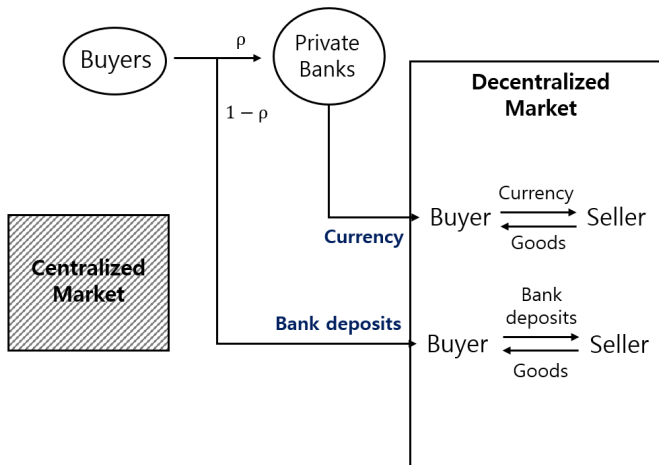 Buyers
ρ
1 − ρ
Private
Banks
Decentralized
Market
Centralized
Market
Currency
Buyer
Currency
Goods
Seller
Bank deposits
Buyer
Bank
deposits
Goods
Seller